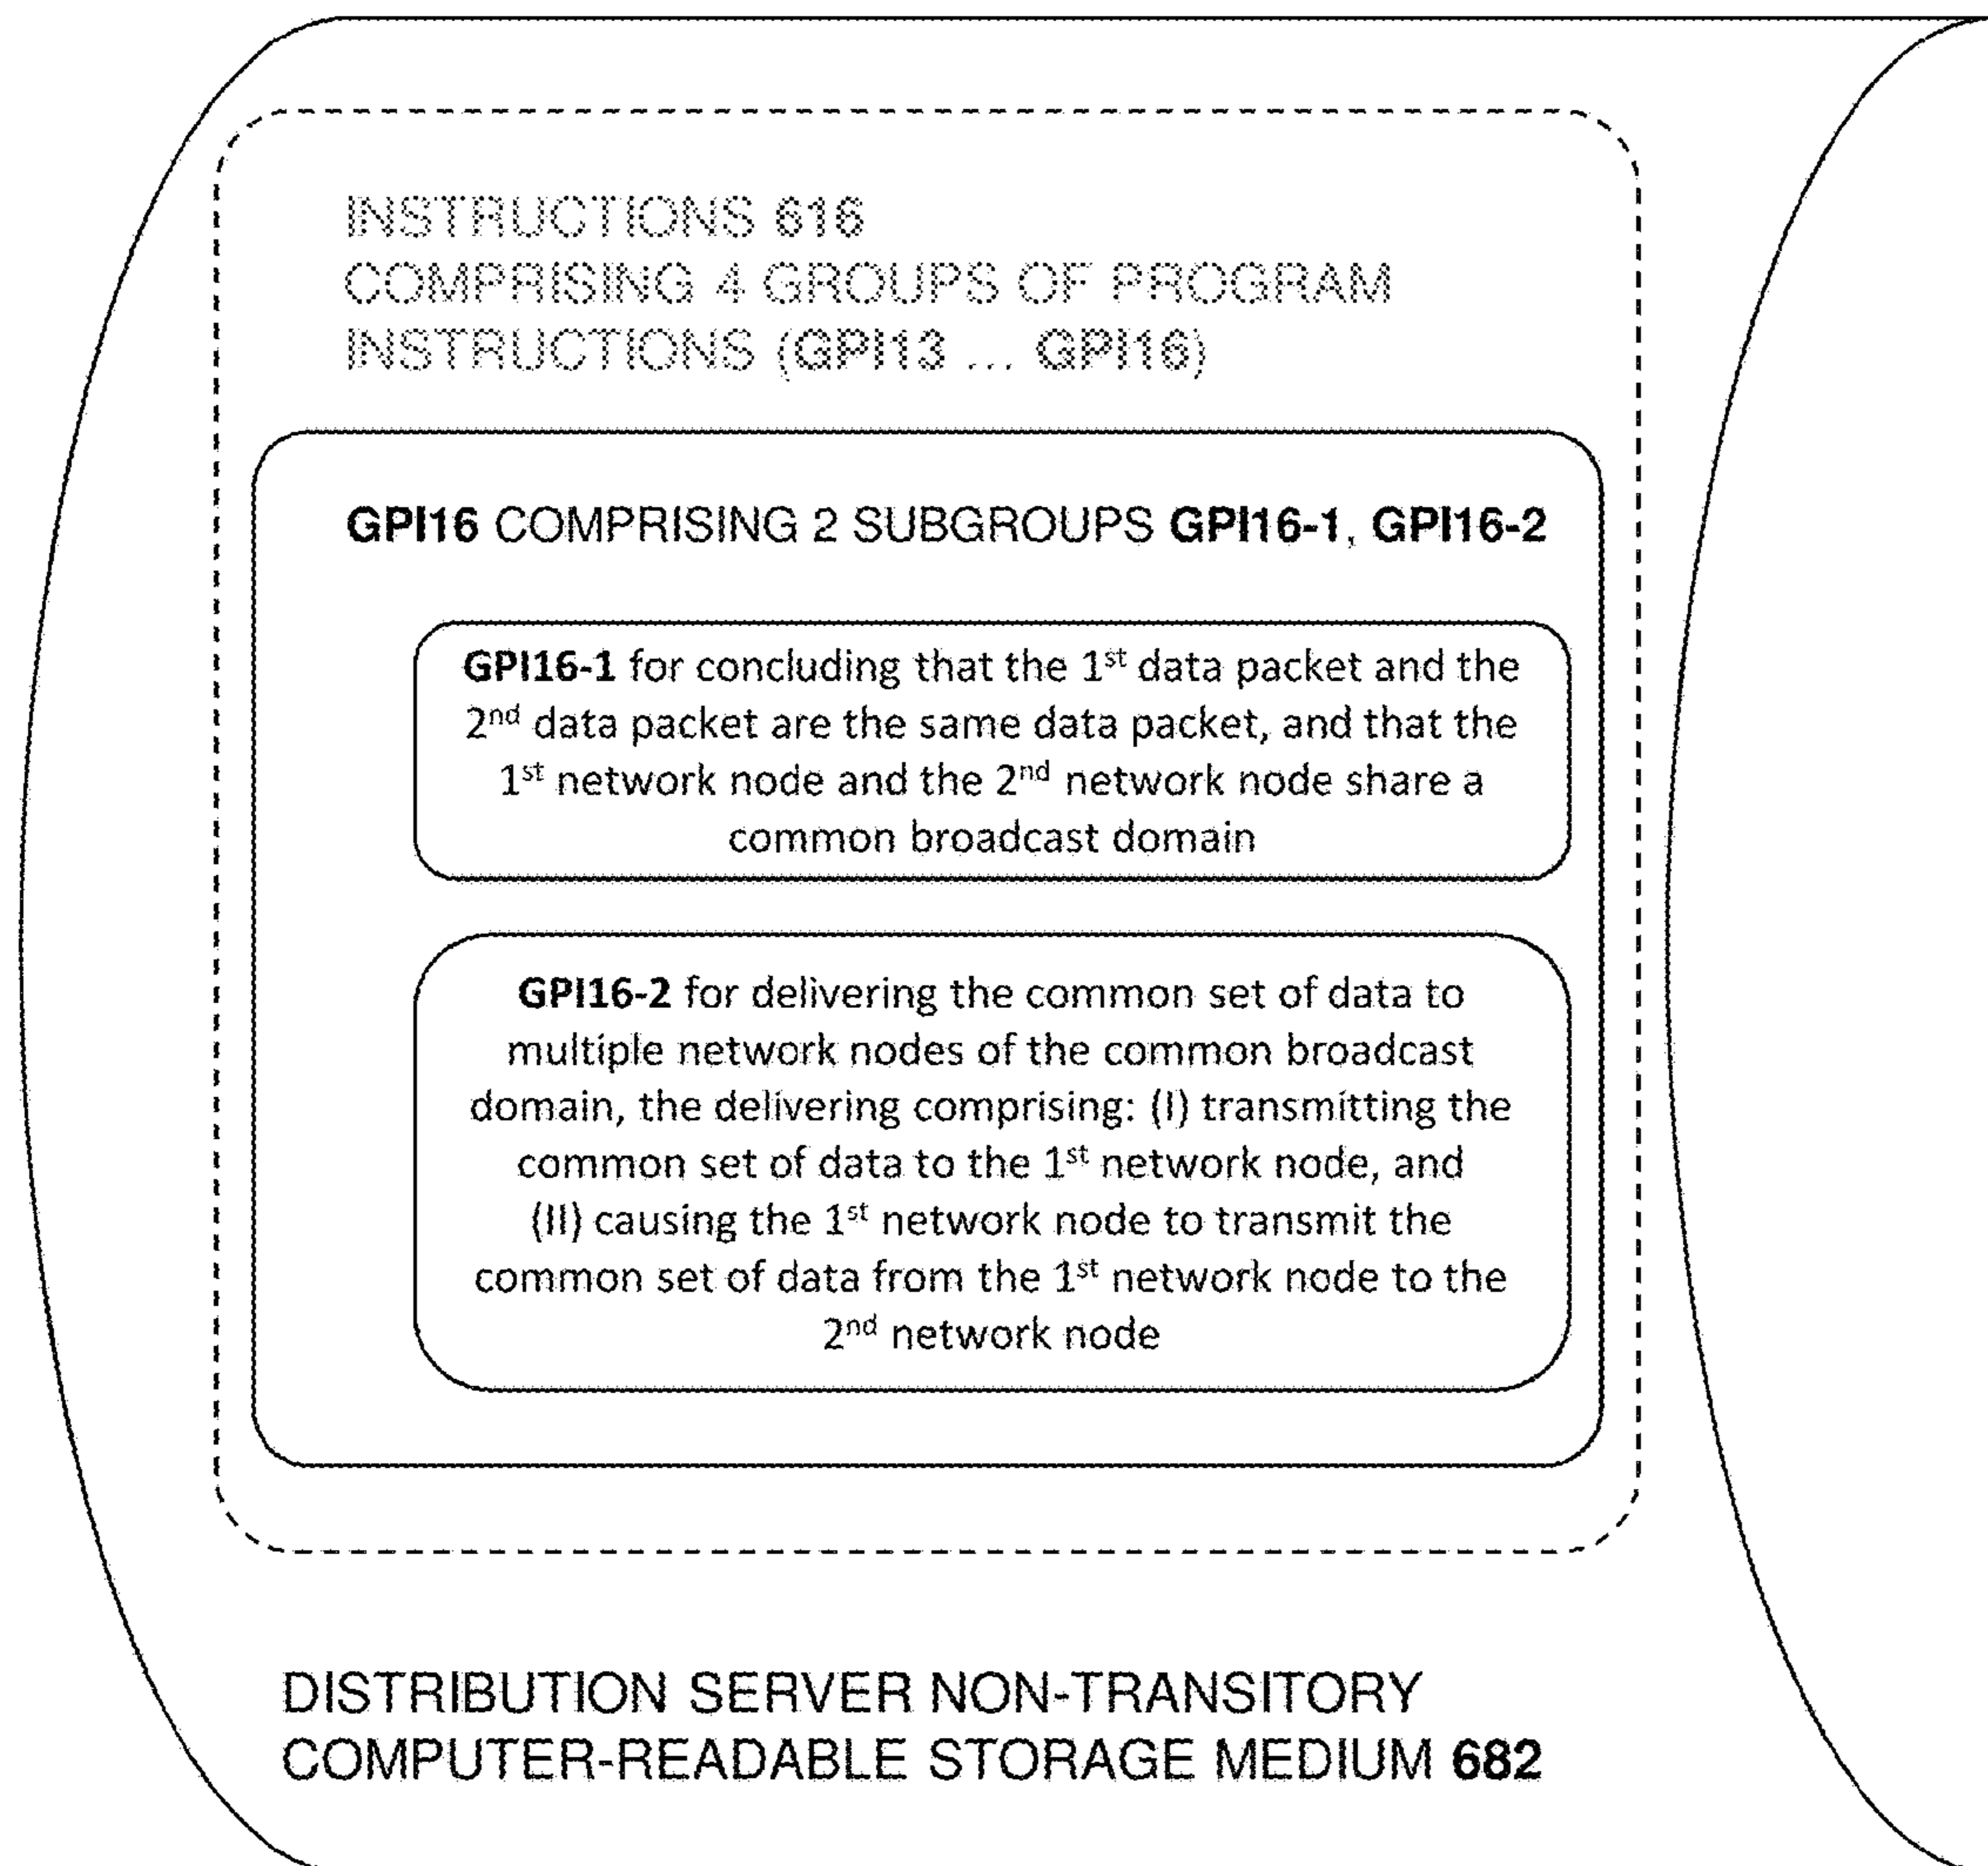 INSTRUCTIONS 616
COMPRISING 4 GROUPS OF PROGRAM
INSTRUCTIONS (GPI13 ... GPI16)
GPI16 COMPRISING 2 SUBGROUPS GPI16-1, GPI16-2
GPI16-1 for concluding that the 1st data packet and the
2nd data packet are the same data packet, and that the
1st network node and the 2nd network node share a
common broadcast domain
GPI16-2 for delivering the common set of data to
multiple network nodes of the common broadcast
domain, the delivering comprising: (I) transmitting the
common set of data to the 1st network node, and
(II) causing the 1st network node to transmit the
common set of data from the 1st network node to the
2nd network node
DISTRIBUTION SERVER NON-TRANSITORY
COMPUTER-READABLE STORAGE MEDIUM 682